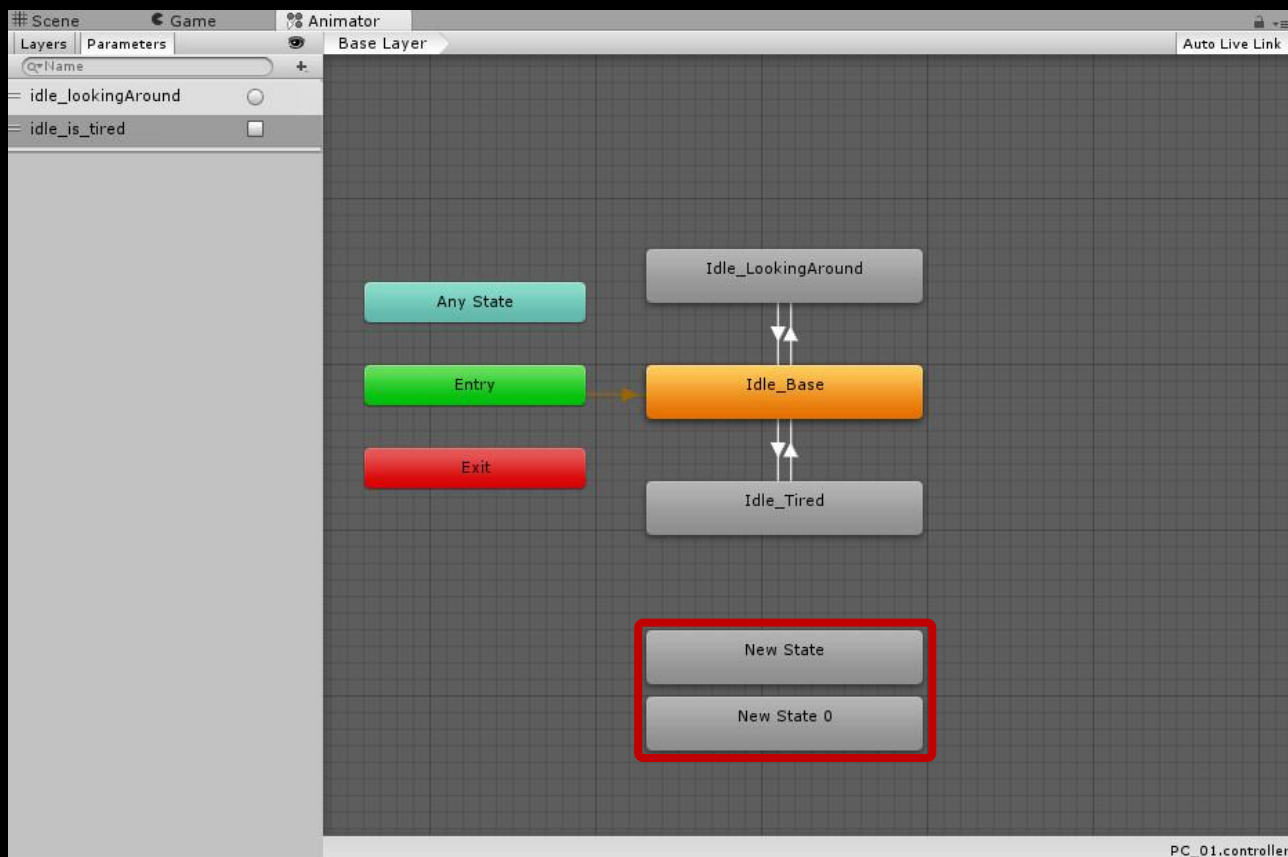 Scene Game Animator
Layers Parameters Base Layer Auto Live Link
Name +
idle_lookingAround
idle_is_tired
Idle_LookingAround
Any State
Entry
Idle_Base
Exit
Idle_Tired
New State
New State 0
PC_01.controller